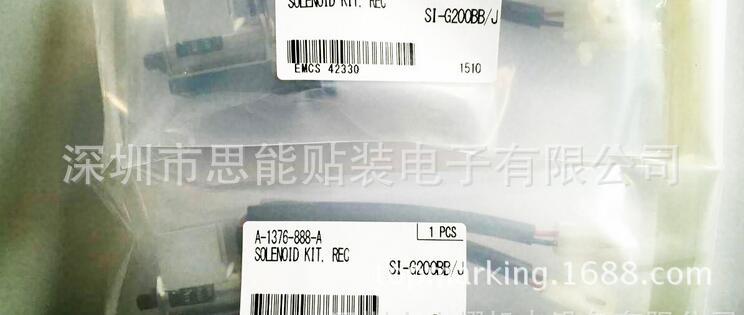 SOLENOID KIT, REC
SI-G200BB/J
EMCS 42330
1510
深圳市思能贴装电子有限公司
A-1376-888-A
1 PCS
SOLENOID KIT, REC
SI-G200BB/J
king.1688.com